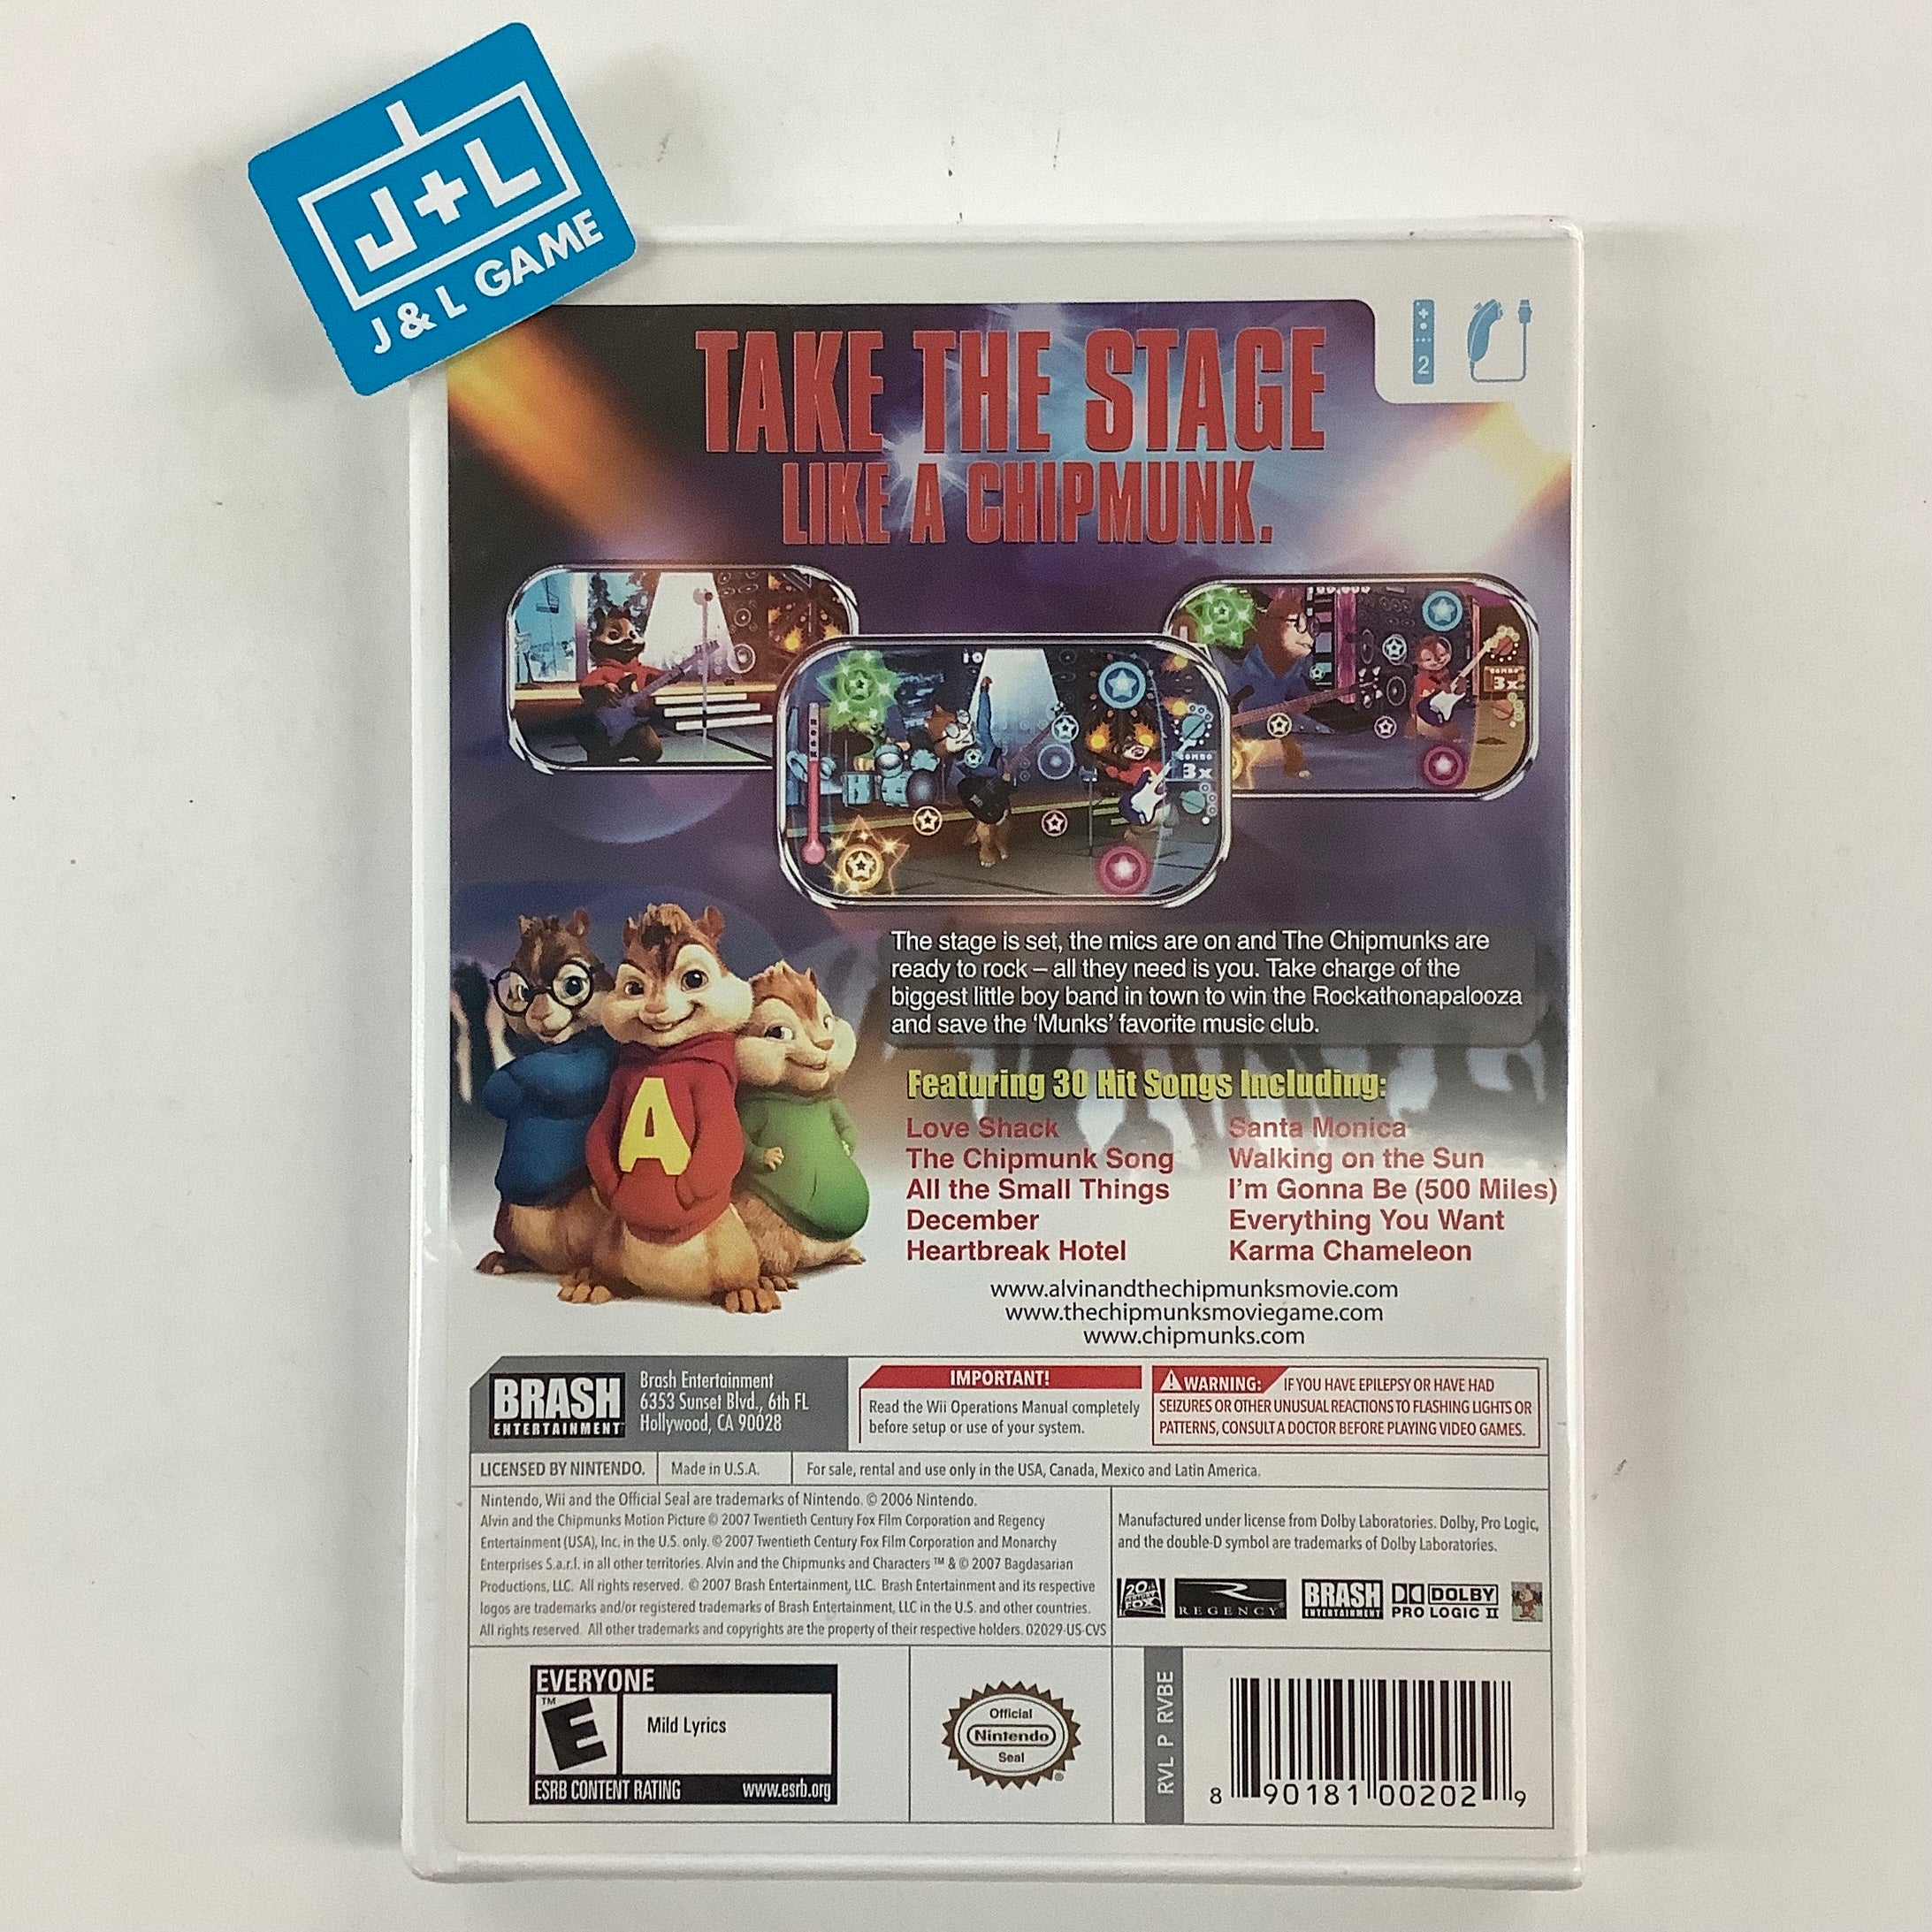 J+L
J & L GAME
2
TAKE THE STAGE
LIKE A CHIPMUNK.
COMBO
3x
3x
The stage is set, the mics are on and The Chipmunks are
ready to rock – all they need is you. Take charge of the
biggest little boy band in town to win the Rockathonapalooza
and save the ‘Munks’ favorite music club.
A
Featuring 30 Hit Songs Including:
Love Shack
The Chipmunk Song
All the Small Things
December
Heartbreak Hotel
Santa Monica
Walking on the Sun
I'm Gonna Be (500 Miles)
Everything You Want
Karma Chameleon
www.alvinandthechipmunksmovie.com
www.thechipmunksmoviegame.com
www.chipmunks.com
BRASH
ENTERTAINMENT
Brash Entertainment
6353 Sunset Blvd., 6th FL
Hollywood, CA 90028
IMPORTANT!
Read the Wii Operations Manual completely
before setup or use of your system.
WARNING: IF YOU HAVE EPILEPSY OR HAVE HAD
SEIZURES OR OTHER UNUSUAL REACTIONS TO FLASHING LIGHTS OR
PATTERNS, CONSULT A DOCTOR BEFORE PLAYING VIDEO GAMES.
LICENSED BY NINTENDO.
Made in U.S.A.
For sale, rental and use only in the USA, Canada, Mexico and Latin America.
Nintendo, Wii and the Official Seal are trademarks of Nintendo. © 2006 Nintendo.
Alvin and the Chipmunks Motion Picture © 2007 Twentieth Century Fox Film Corporation and Regency
Entertainment (USA), Inc. in the U.S. only. © 2007 Twentieth Century Fox Film Corporation and Monarchy
Enterprises S.a.r.l. in all other territories. Alvin and the Chipmunks and Characters ™ & © 2007 Bagdasarian
Productions, LLC. All rights reserved. © 2007 Brash Entertainment, LLC. Brash Entertainment and its respective
logos are trademarks and/or registered trademarks of Brash Entertainment, LLC in the U.S. and other countries.
All rights reserved. All other trademarks and copyrights are the property of their respective holders. 02029-US-CVS
Manufactured under license from Dolby Laboratories. Dolby, Pro Logic,
and the double-D symbol are trademarks of Dolby Laboratories.
20th
CENTURY
FOX
REGENCY
BRASH
ENTERTAINMENT
DOLBY
PRO LOGIC II
EVERYONE
™
E
Mild Lyrics
ESRB CONTENT RATING www.esrb.org
Official
Nintendo
Seal
®
RVL P RVBE
8 90181 00202 9